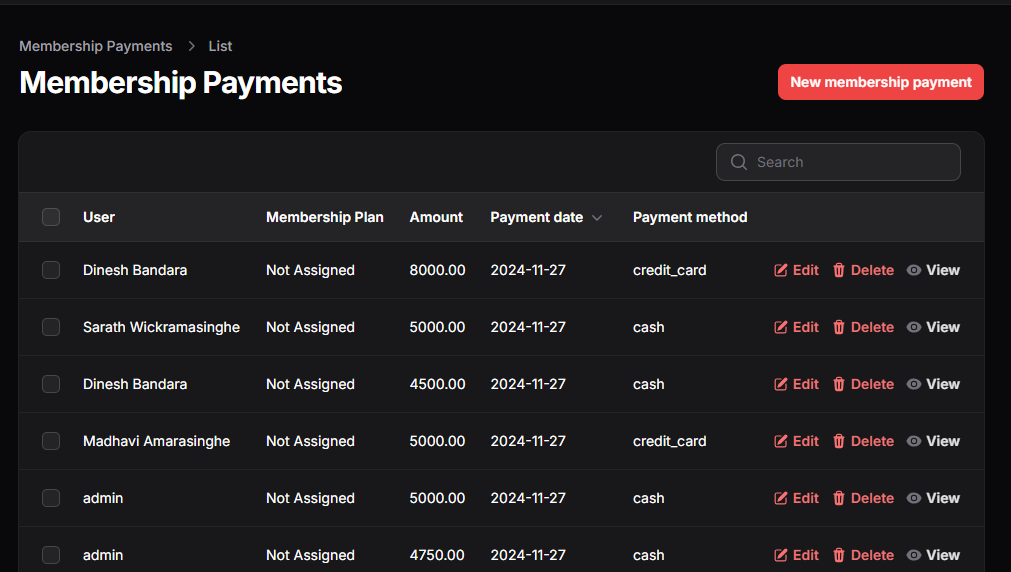 Membership Payments > List
Membership Payments
New membership payment
Search
User Membership Plan Amount Payment date Payment method
Dinesh Bandara Not Assigned 8000.00 2024-11-27 credit_card Edit Delete View
Sarath Wickramasinghe Not Assigned 5000.00 2024-11-27 cash Edit Delete View
Dinesh Bandara Not Assigned 4500.00 2024-11-27 cash Edit Delete View
Madhavi Amarasinghe Not Assigned 5000.00 2024-11-27 credit_card Edit Delete View
admin Not Assigned 5000.00 2024-11-27 cash Edit Delete View
admin Not Assigned 4750.00 2024-11-27 cash Edit Delete View